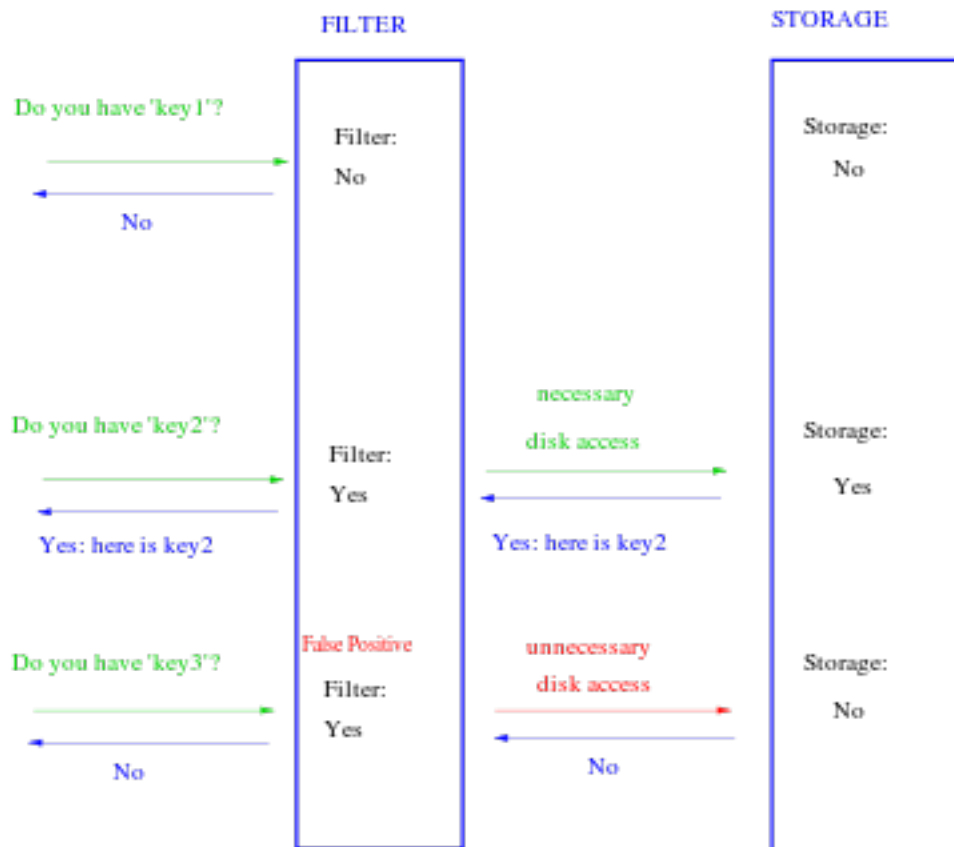 FILTER
STORAGE
Do you have 'key1'?
Filter:
No
Storage:
No
No
Do you have 'key2'?
Filter:
Yes
necessary
disk access
Storage:
Yes
Yes: here is key2
Yes: here is key2
Do you have 'key3'?
False Positive
Filter:
Yes
unnecessary
disk access
Storage:
No
No
No